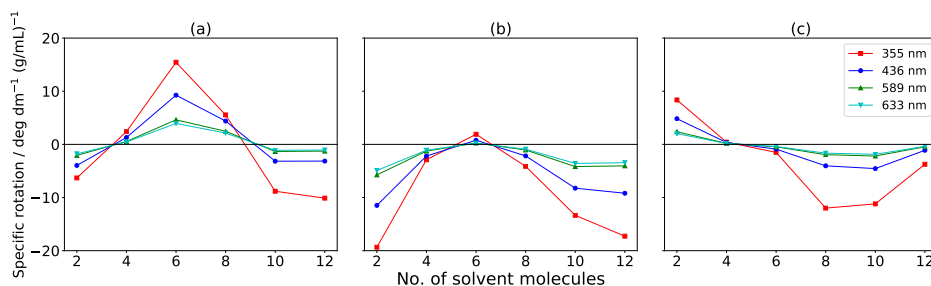 (a) (b) (c)
Specific rotation / deg dm⁻¹ (g/mL)⁻¹
20
10
0
−10
−20
355 nm
436 nm
589 nm
633 nm
2 4 6 8 10 12 2 4 6 8 10 12 2 4 6 8 10 12
No. of solvent molecules